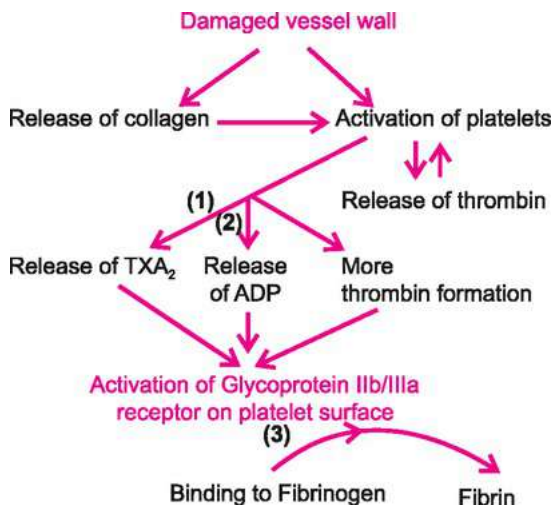 Damaged vessel wall
Release of collagen
Activation of platelets
Release of thrombin
(1)
(2)
Release of TXA₂
Release
of ADP
More
thrombin formation
Activation of Glycoprotein IIb/IIIa
receptor on platelet surface
(3)
Binding to Fibrinogen
Fibrin